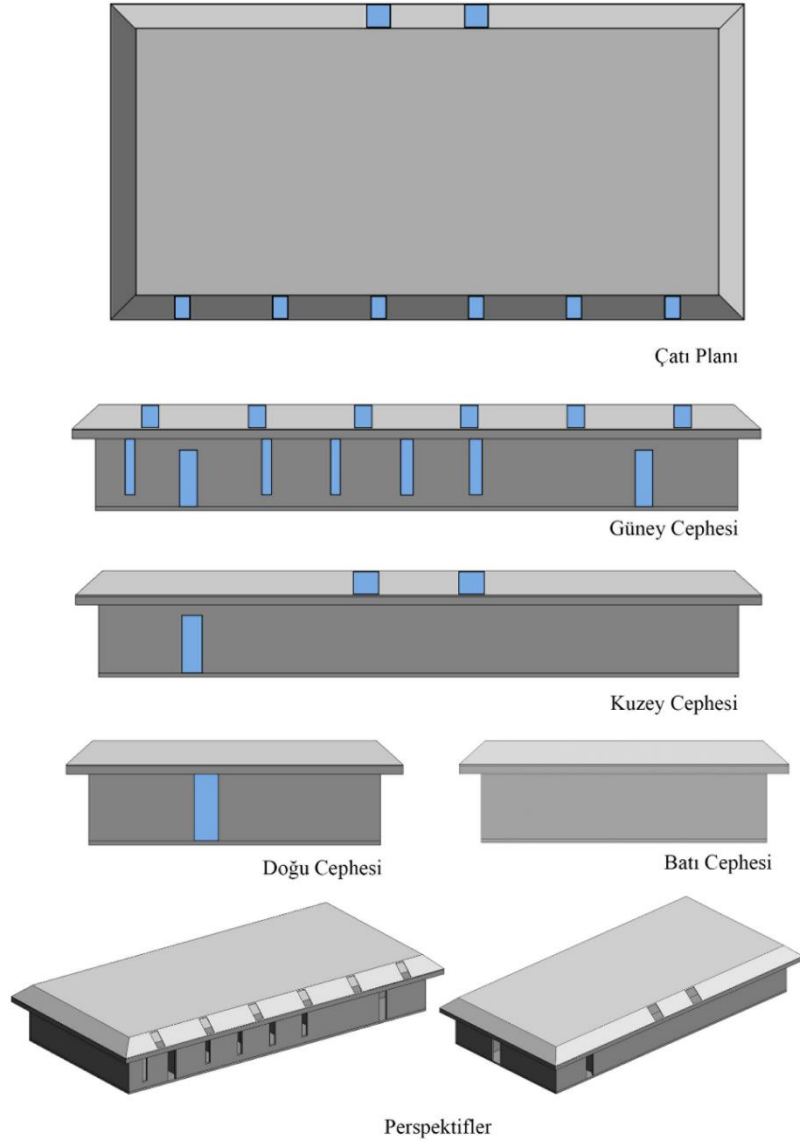 Çatı Planı
Güney Cephesi
Kuzey Cephesi
Doğu Cephesi
Batı Cephesi
Perspektifler